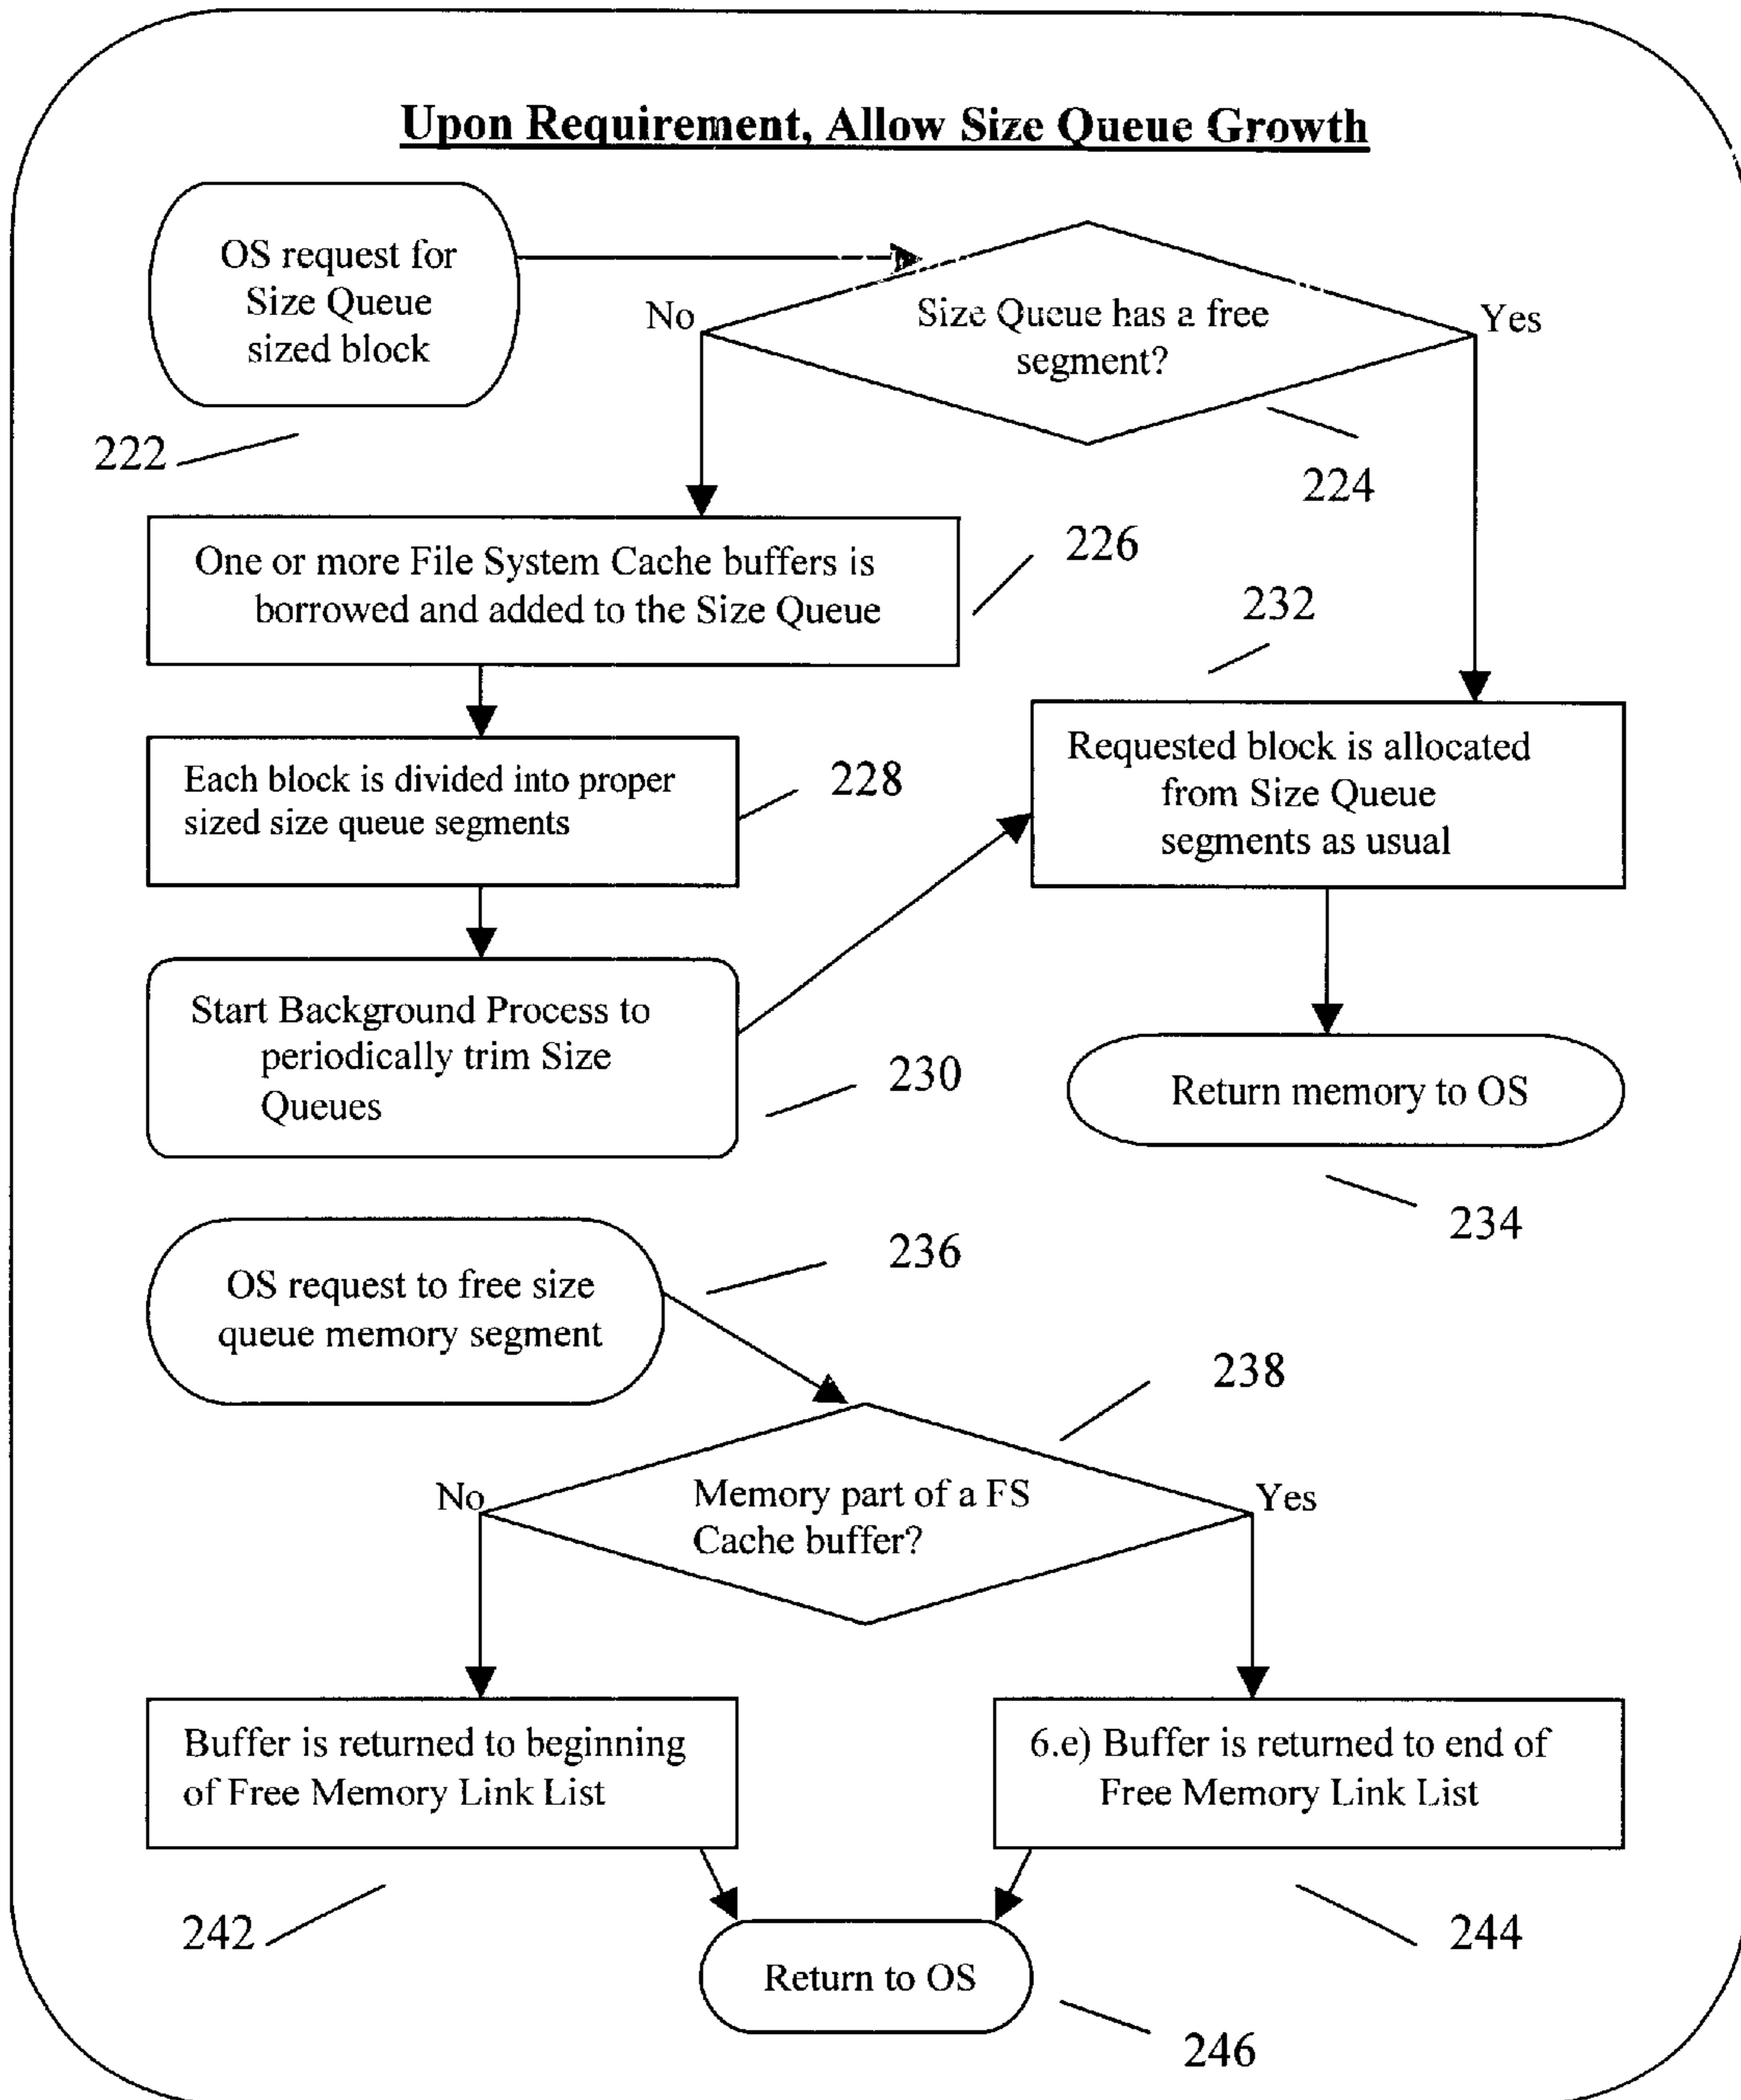 Upon Requirement, Allow Size Queue Growth
OS request for
Size Queue
sized block
222
No
Size Queue has a free
segment?
Yes
224
One or more File System Cache buffers is
borrowed and added to the Size Queue
226
232
Each block is divided into proper
sized size queue segments
228
Requested block is allocated
from Size Queue
segments as usual
Start Background Process to
periodically trim Size
Queues
230
Return memory to OS
234
OS request to free size
queue memory segment
236
238
No
Memory part of a FS
Cache buffer?
Yes
Buffer is returned to beginning
of Free Memory Link List
6.e) Buffer is returned to end of
Free Memory Link List
242
244
Return to OS
246